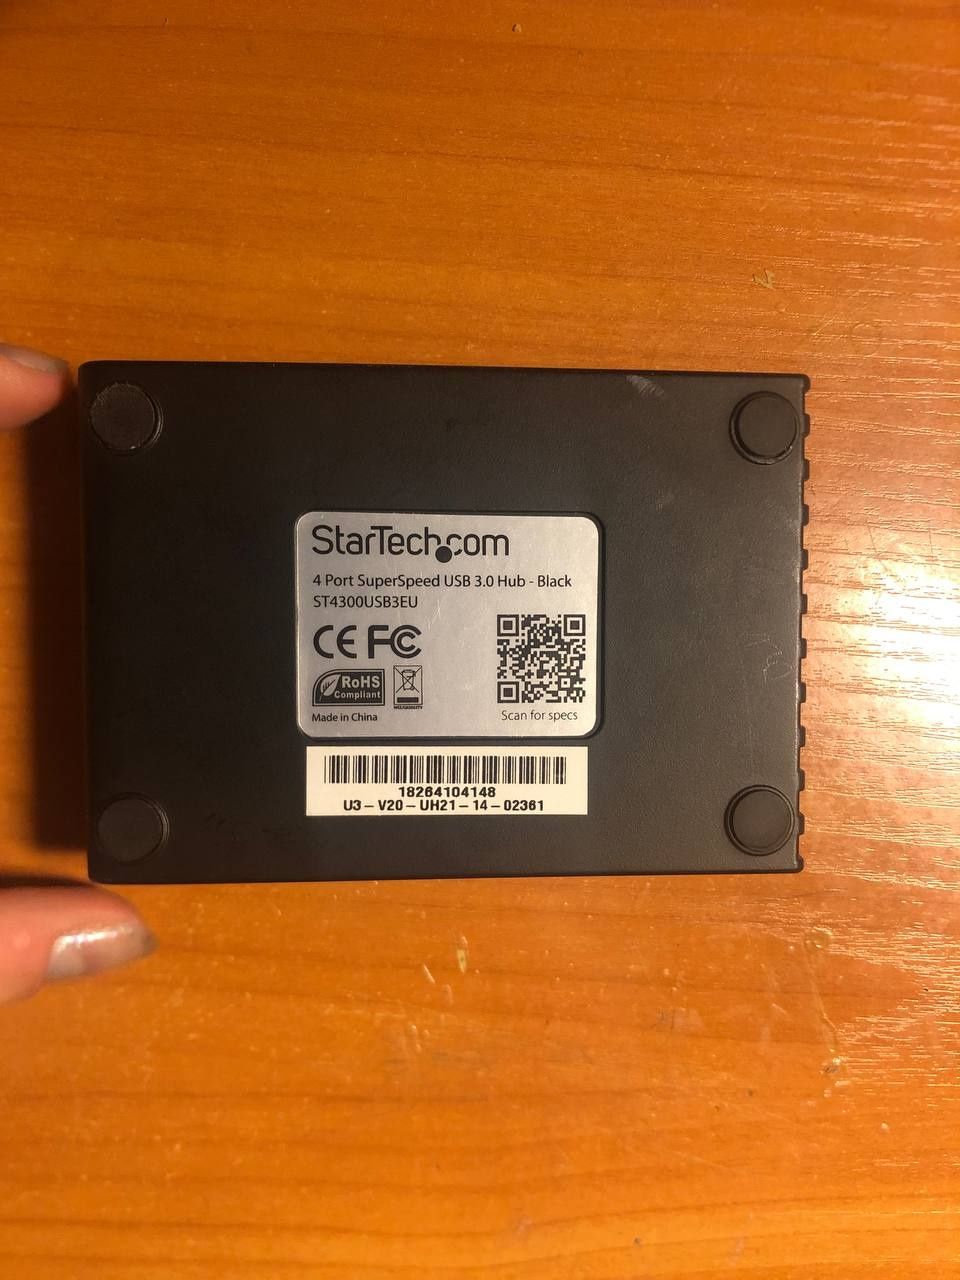 StarTech.com
4 Port SuperSpeed USB 3.0 Hub - Black
ST4300USB3EU
CE FC
RoHS
Compliant
Made in China
Scan for specs
18264104148
U3-V20-UH21-14-02361